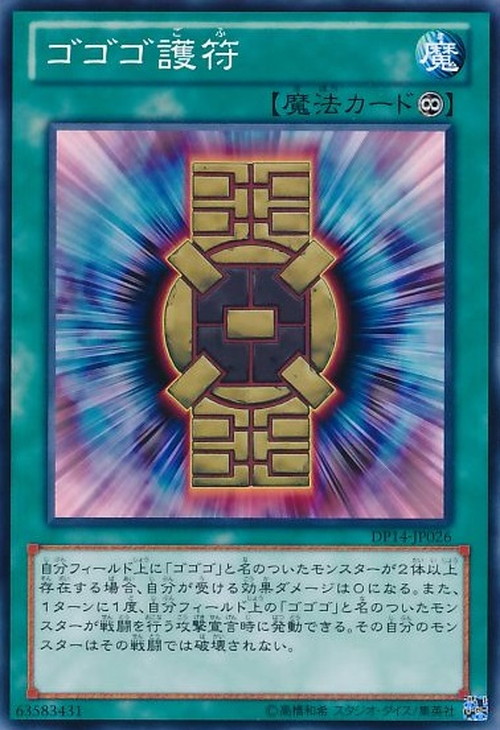 ゴゴゴ護符
魔
【魔法カード】
DP14-JP026
自分フィールド上に「ゴゴゴ」と名のついたモンスターが2体以上
存在する場合、自分が受ける効果ダメージは0になる。また、
1ターンに1度、自分フィールド上の「ゴゴゴ」と名のついたモンス
ターが戦闘を行う攻撃宣言時に発動できる。その自分のモン
スターはその戦闘では破壊されない。
63583431
©高橋和希 スタジオ・ダイス/集英社